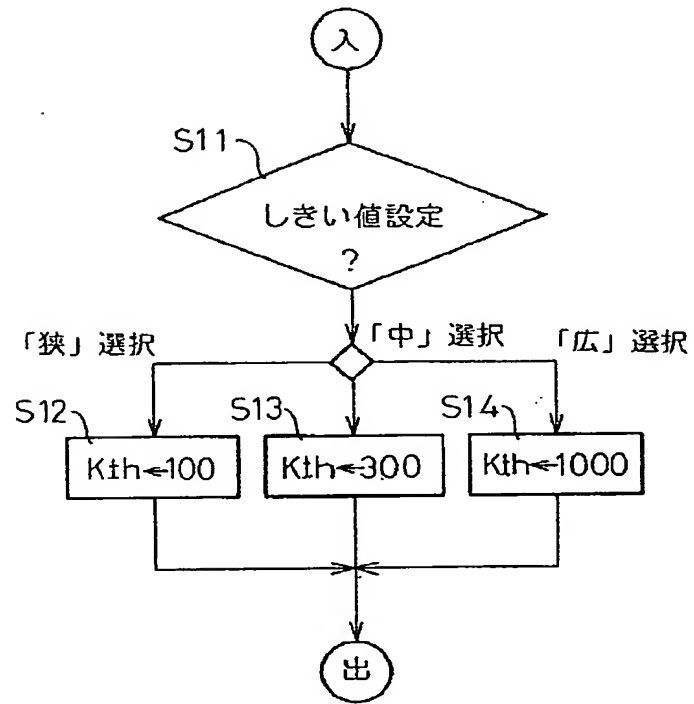 入
S11
しきい値設定
?
「狭」選択
「中」選択
「広」選択
S12
S13
S14
Kth←100
Kth←300
Kth←1000
出